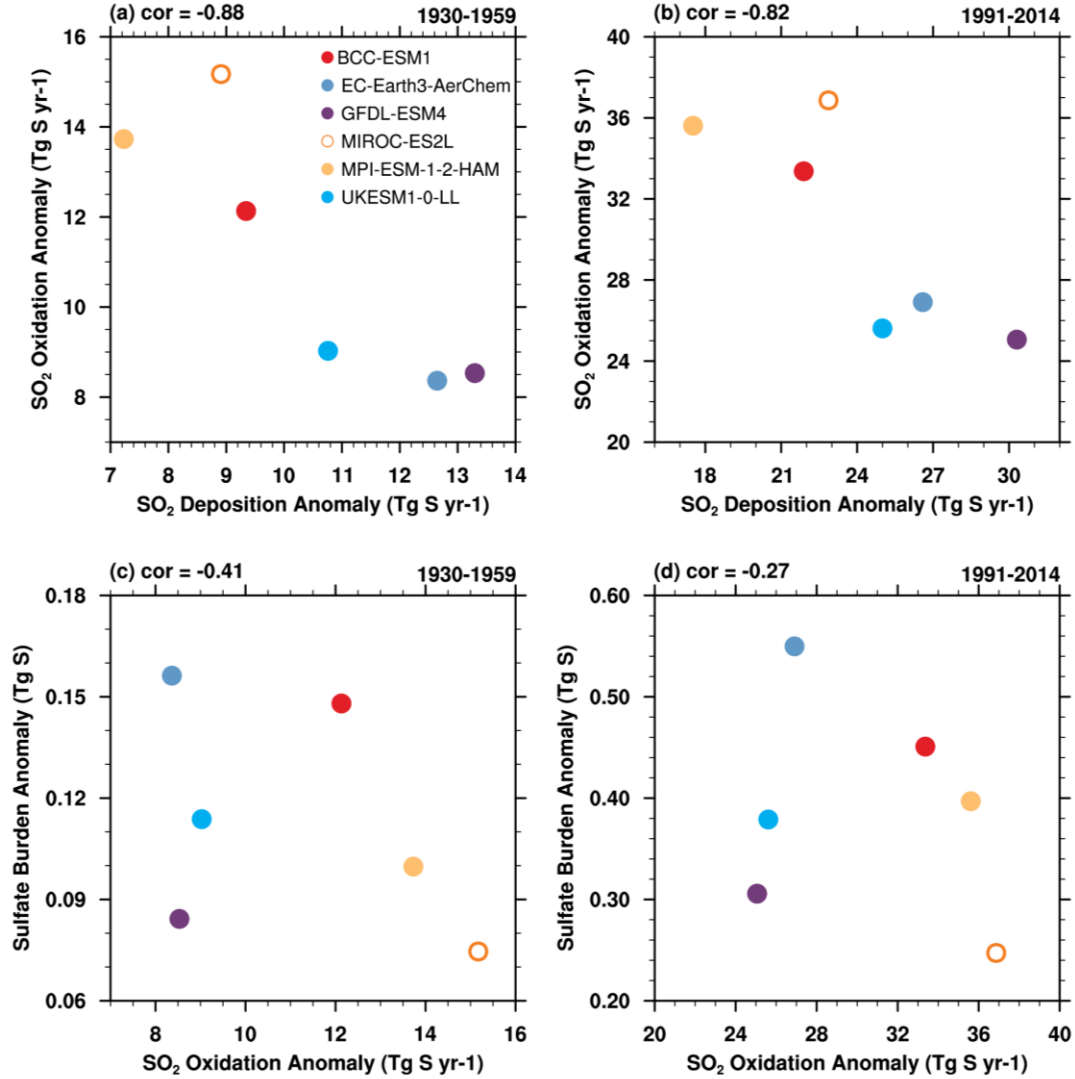 (a) cor = -0.88 1930-1959
16
14
12
10
8
SO₂ Oxidation Anomaly (Tg S yr-1)
BCC-ESM1
EC-Earth3-AerChem
GFDL-ESM4
MIROC-ES2L
MPI-ESM-1-2-HAM
UKESM1-0-LL
7 8 9 10 11 12 13 14
SO₂ Deposition Anomaly (Tg S yr-1)
(b) cor = -0.82 1991-2014
40
36
32
28
24
20
SO₂ Oxidation Anomaly (Tg S yr-1)
18 21 24 27 30
SO₂ Deposition Anomaly (Tg S yr-1)
(c) cor = -0.41 1930-1959
0.18
0.15
0.12
0.09
0.06
Sulfate Burden Anomaly (Tg S)
8 10 12 14 16
SO₂ Oxidation Anomaly (Tg S yr-1)
(d) cor = -0.27 1991-2014
0.60
0.50
0.40
0.30
0.20
Sulfate Burden Anomaly (Tg S)
20 24 28 32 36 40
SO₂ Oxidation Anomaly (Tg S yr-1)